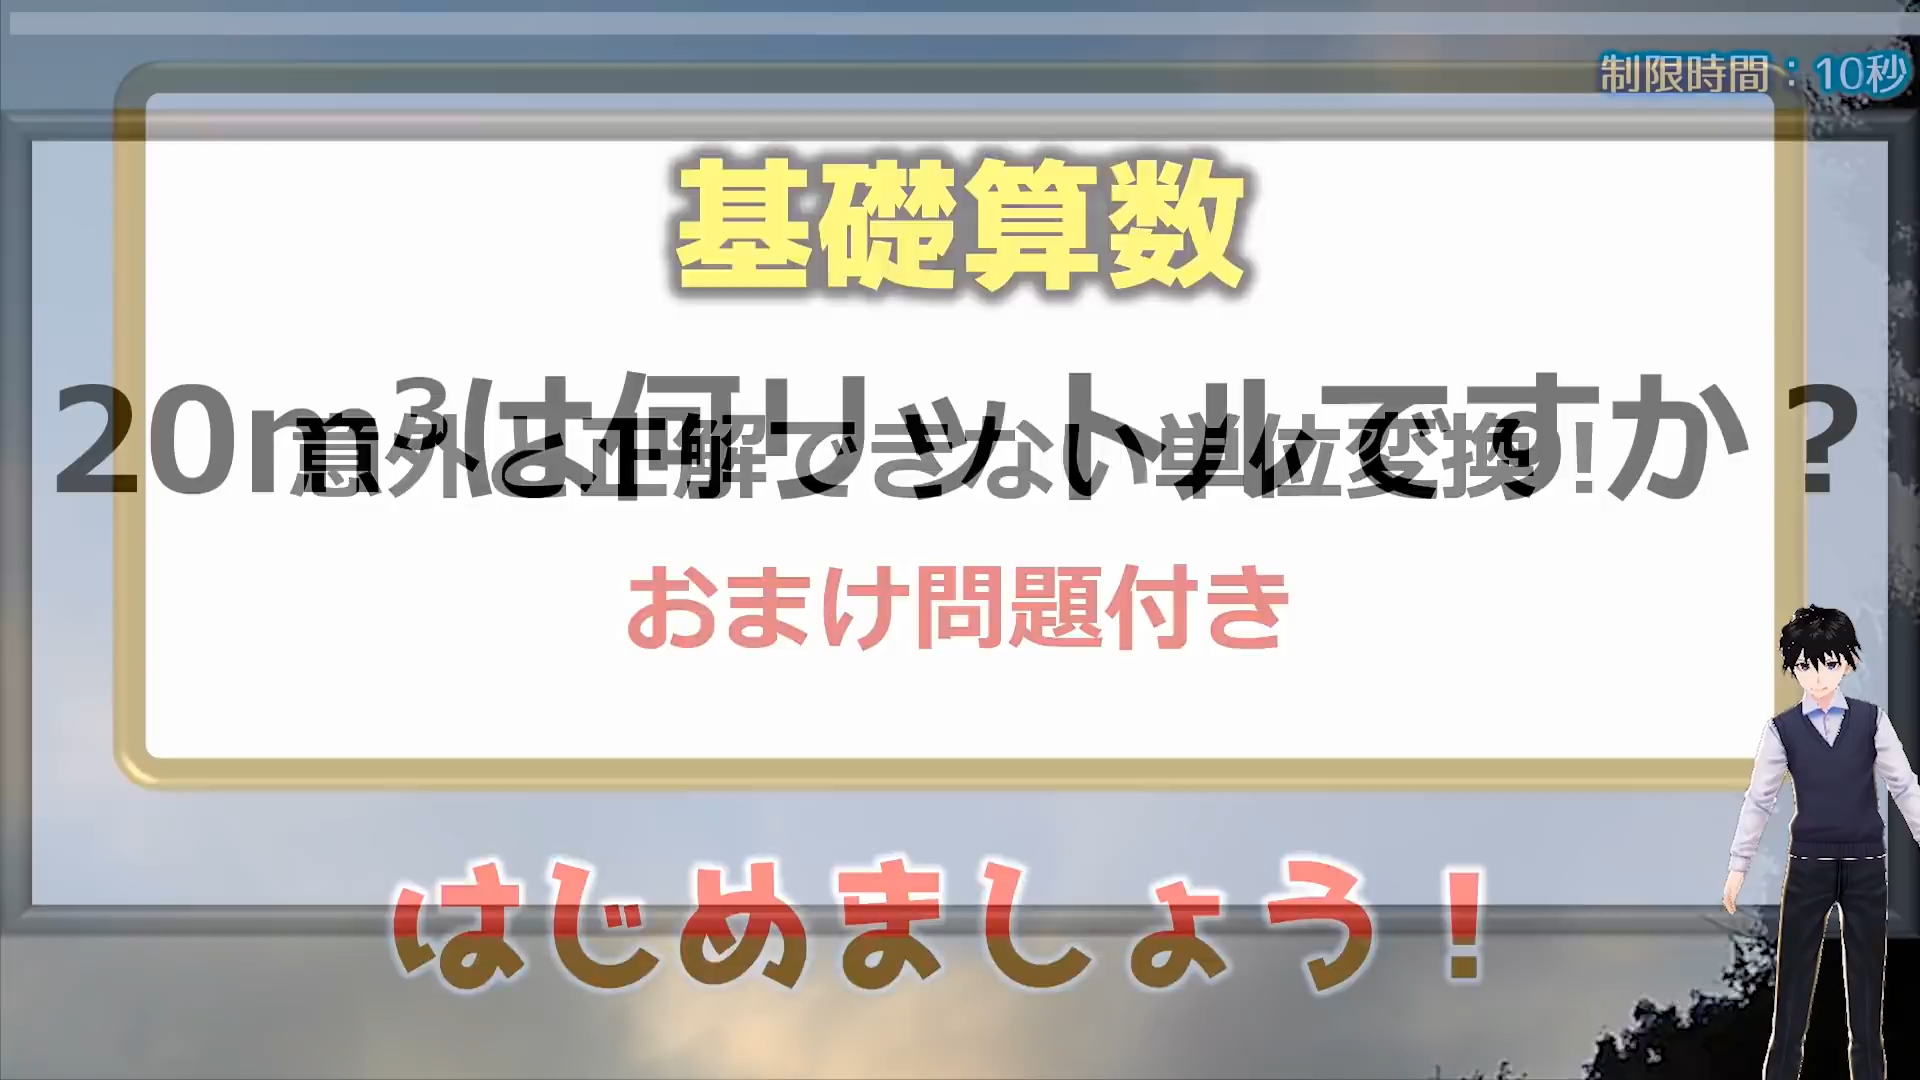 制限時間：10秒
基礎算数
20m³は何リットルですか？
意外と正解できない単位変換！
おまけ問題付き
はじめましょう！